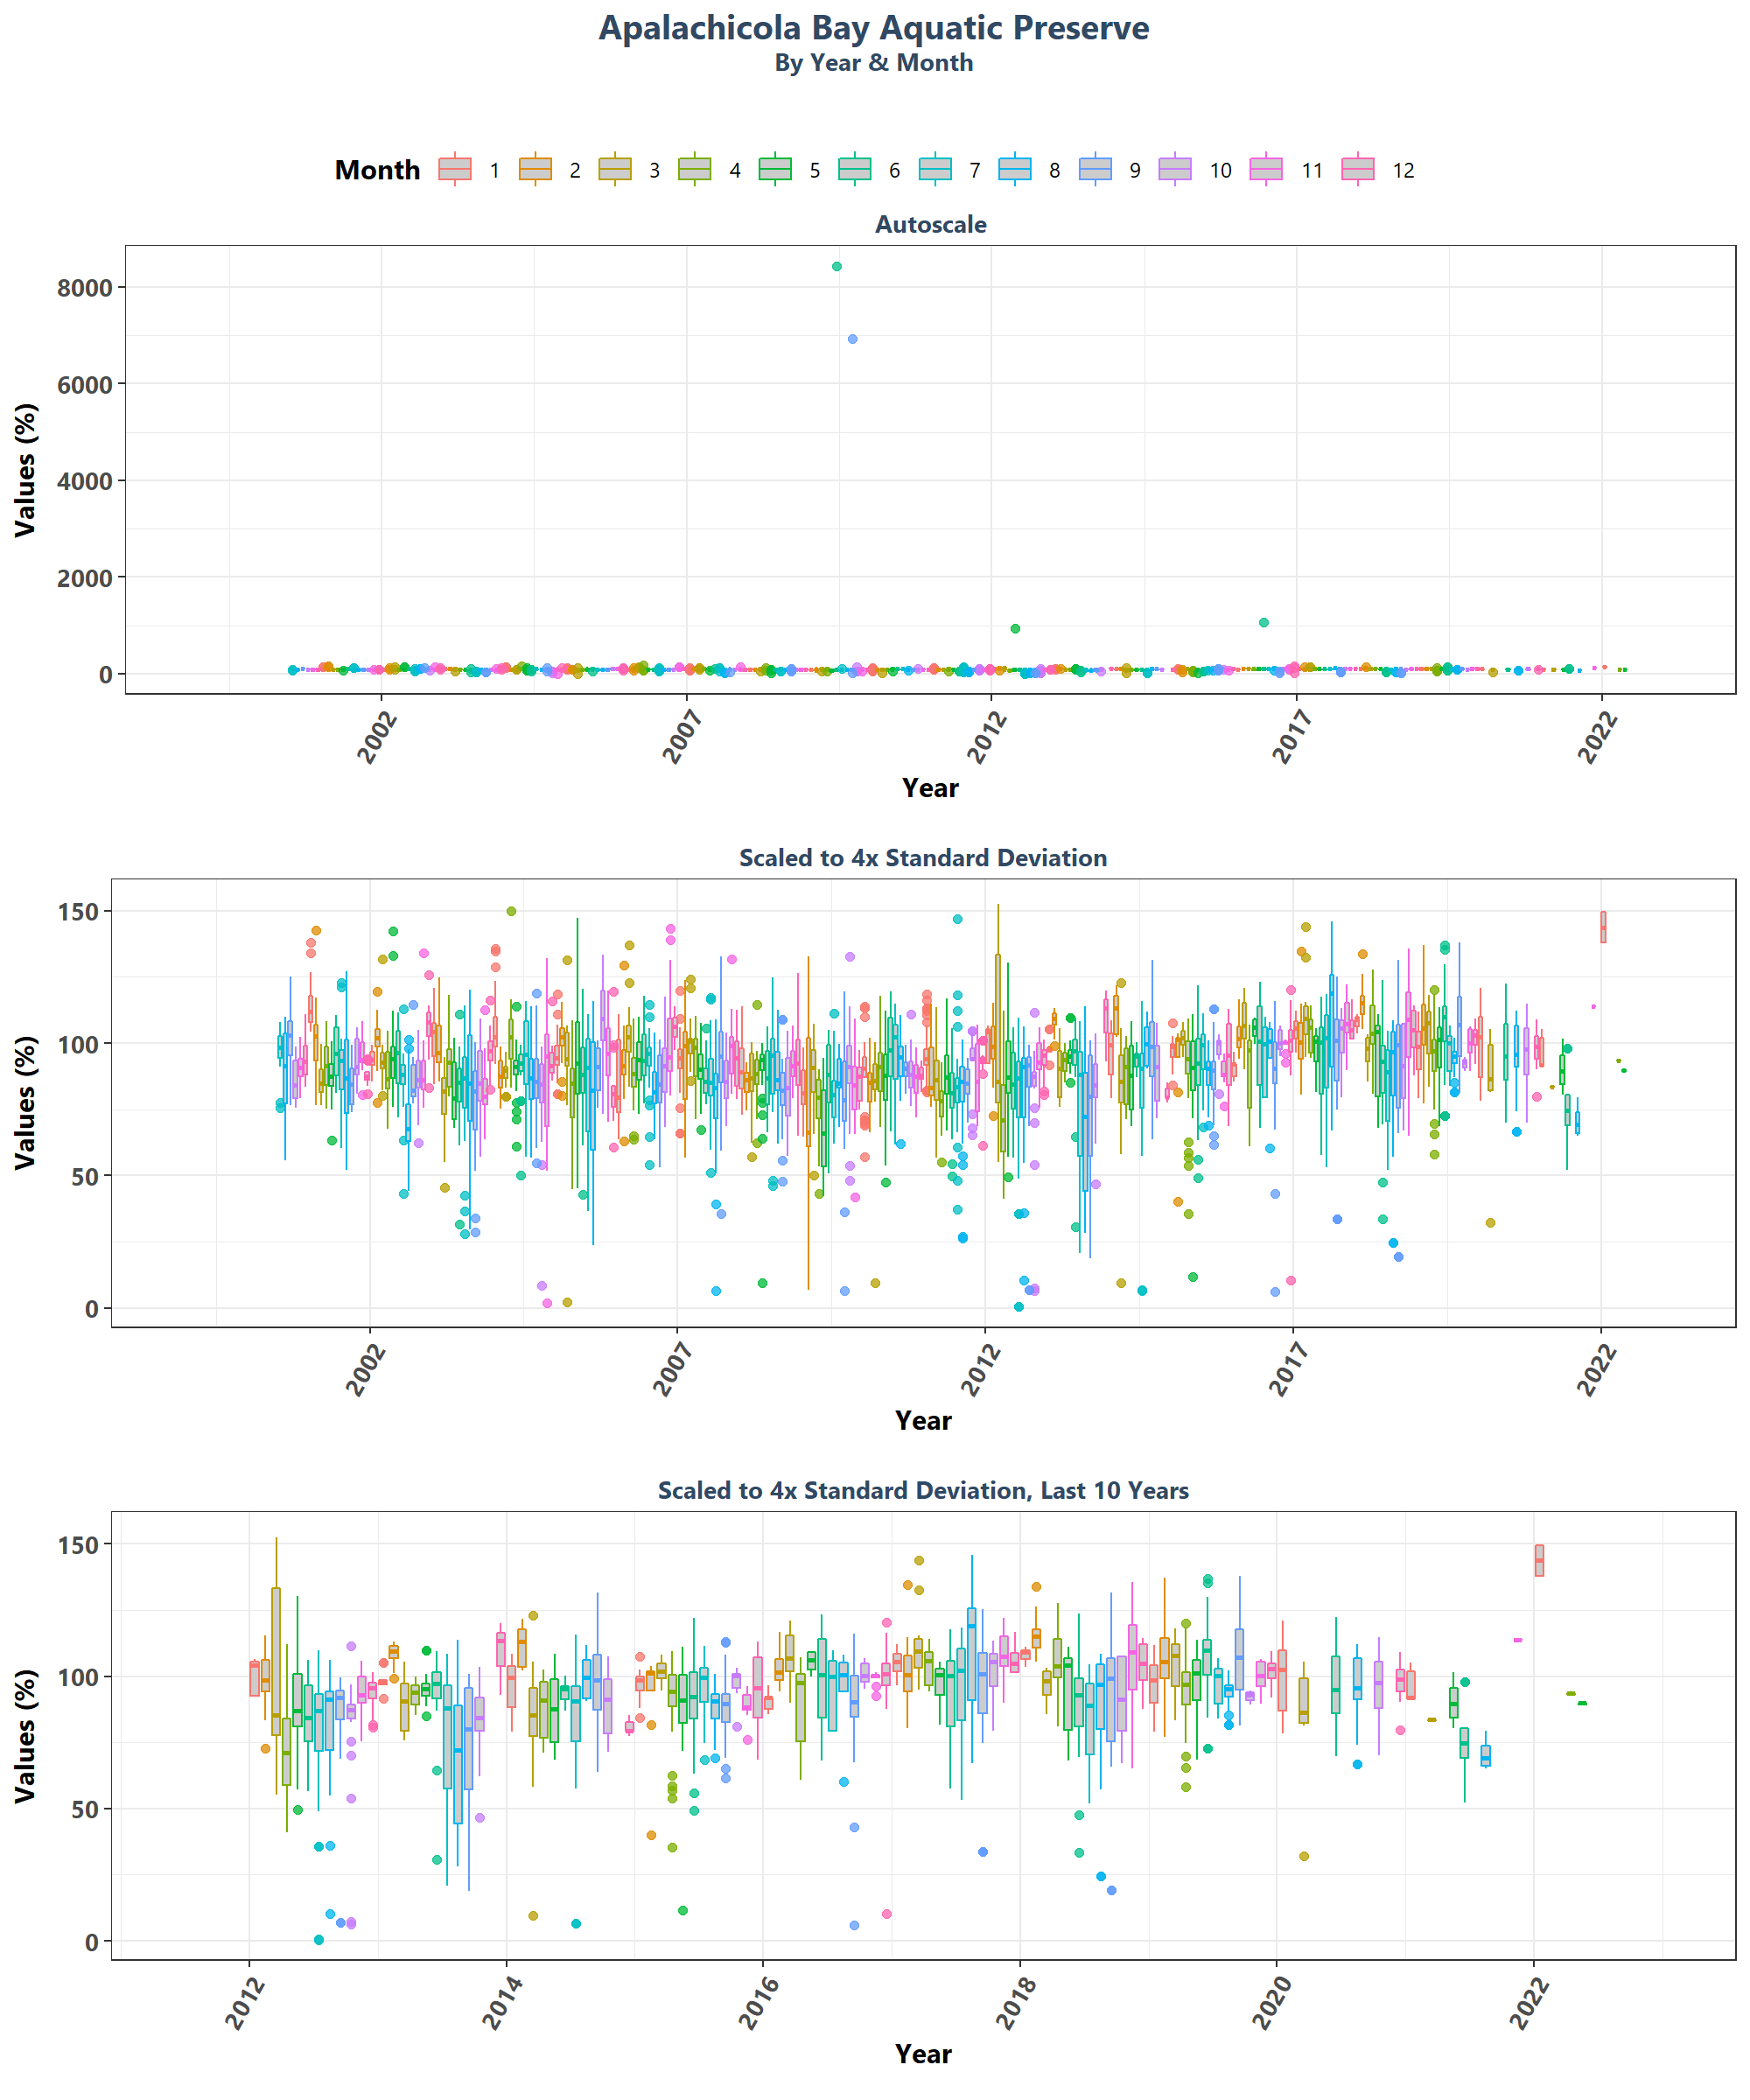 Apalachicola Bay Aquatic Preserve
By Year & Month
Month 1 2 3 4 5 6 7 8 9 10 11 12
Autoscale
8000
6000
4000
2000
0
Values (%)
2002 2007 2012 2017 2022
Year
Scaled to 4x Standard Deviation
150
100
50
0
Values (%)
2002 2007 2012 2017 2022
Year
Scaled to 4x Standard Deviation, Last 10 Years
150
100
50
0
Values (%)
2012 2014 2016 2018 2020 2022
Year